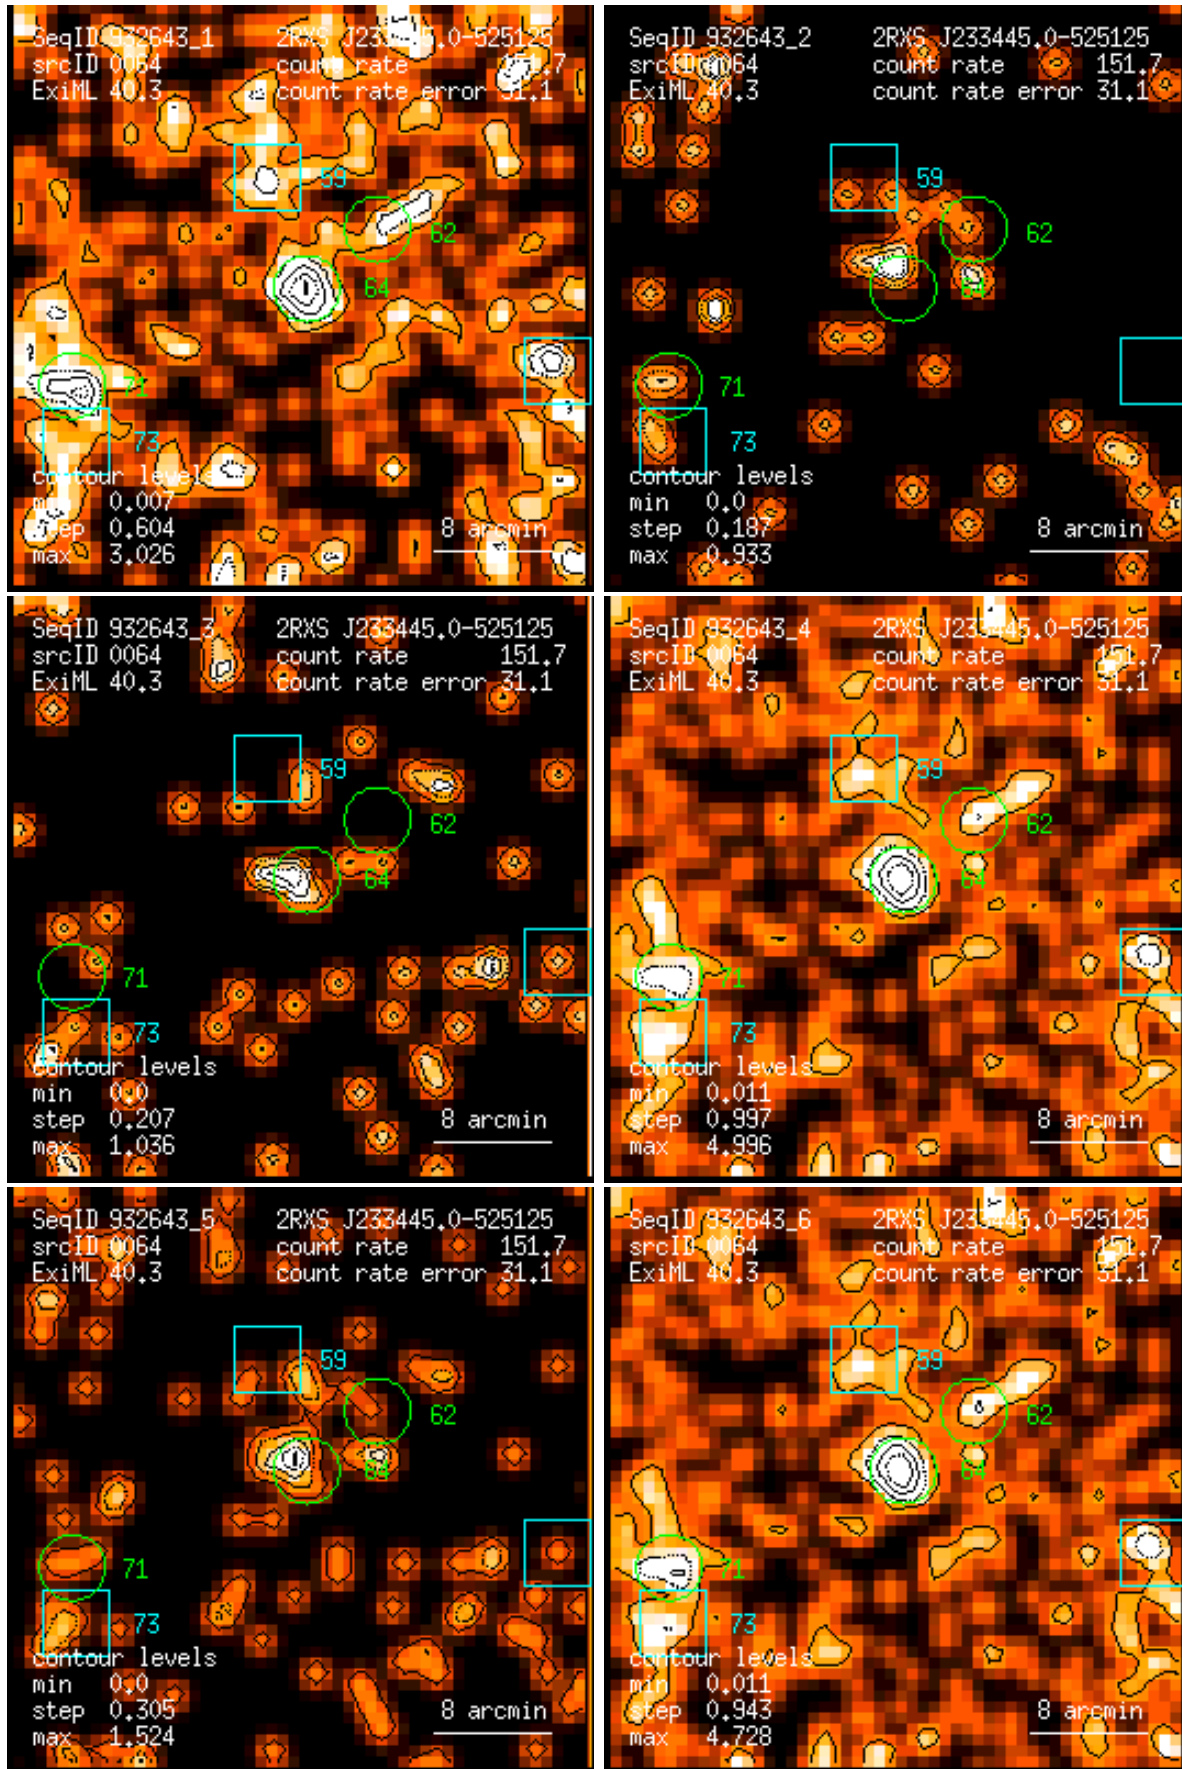 SeqID 932643_1 2RXS J233445.0-525125
srcID 0064 count rate 151.7
ExiML 40.3 count rate error 31.1
59
62
64
71
73
contour levels
min 0.007
step 0.604 8 arcmin
max 3.026
SeqID 932643_2 2RXS J233445.0-525125
srcID 0064 count rate 151.7
ExiML 40.3 count rate error 31.1
59
62
64
71
73
contour levels
min 0.0
step 0.187 8 arcmin
max 0.933
SeqID 932643_3 2RXS J233445.0-525125
srcID 0064 count rate 151.7
ExiML 40.3 count rate error 31.1
59
62
64
71
73
contour levels
min 0.0
step 0.207 8 arcmin
max 1.036
SeqID 932643_4 2RXS J233445.0-525125
srcID 0064 count rate 151.7
ExiML 40.3 count rate error 31.1
59
62
64
71
73
contour levels
min 0.011
step 0.997 8 arcmin
max 4.996
SeqID 932643_5 2RXS J233445.0-525125
srcID 0064 count rate 151.7
ExiML 40.3 count rate error 31.1
59
62
64
71
73
contour levels
min 0.0
step 0.305 8 arcmin
max 1.524
SeqID 932643_6 2RXS J233445.0-525125
srcID 0064 count rate 151.7
ExiML 40.3 count rate error 31.1
59
62
64
71
73
contour levels
min 0.011
step 0.943 8 arcmin
max 4.728